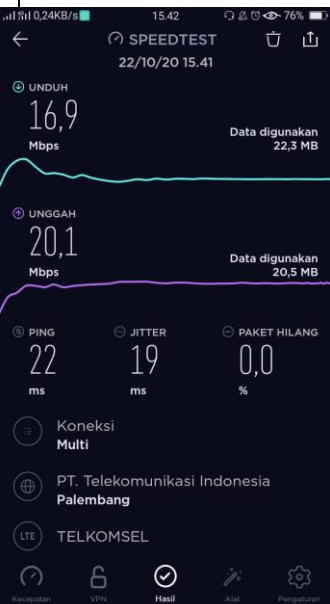 0,24KB/s 15.42 76%
SPEEDTEST
22/10/20 15.41
UNDUH
16,9
Mbps
Data digunakan
22,3 MB
UNGGAH
20,1
Mbps
Data digunakan
20,5 MB
PING JITTER PAKET HILANG
22 19 0,0
ms ms %
Koneksi
Multi
PT. Telekomunikasi Indonesia
Palembang
LTE TELKOMSEL
Kecepatan VPN Hasil Alat Pengaturan